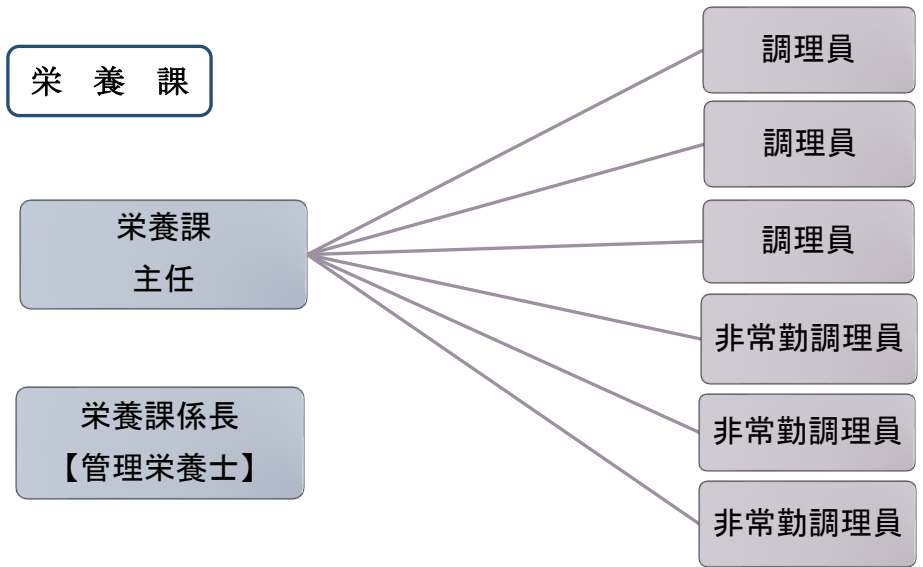 栄　養　課
栄養課
主任
栄養課係長
【管理栄養士】
調理員
調理員
調理員
非常勤調理員
非常勤調理員
非常勤調理員